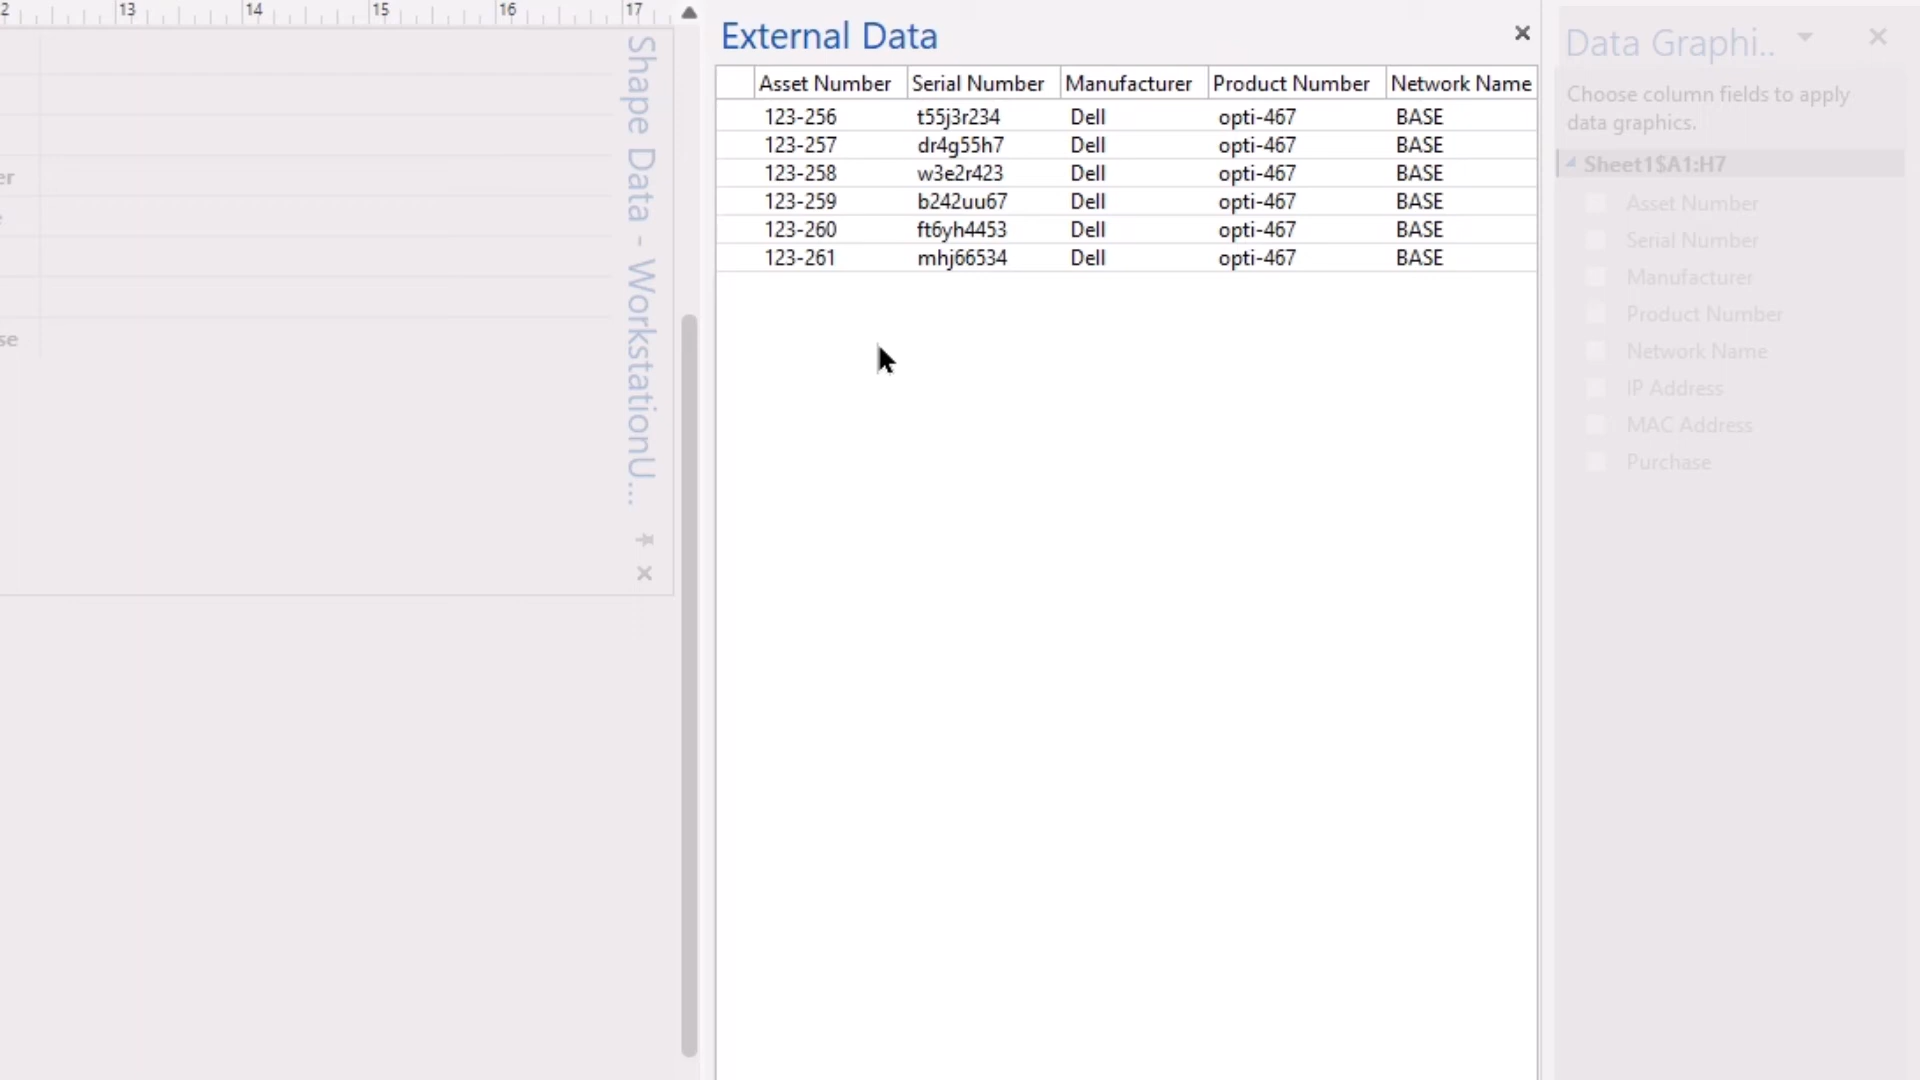 2 13 14 15 16 17
er
se
Shape Data - WorkstationU...
External Data
Asset Number Serial Number Manufacturer Product Number Network Name
123-256 t55j3r234 Dell opti-467 BASE
123-257 dr4g55h7 Dell opti-467 BASE
123-258 w3e2r423 Dell opti-467 BASE
123-259 b242uu67 Dell opti-467 BASE
123-260 ft6yh4453 Dell opti-467 BASE
123-261 mhj66534 Dell opti-467 BASE
Data Graphi..
Choose column fields to apply
data graphics.
Sheet1$A1:H7
Asset Number
Serial Number
Manufacturer
Product Number
Network Name
IP Address
MAC Address
Purchase